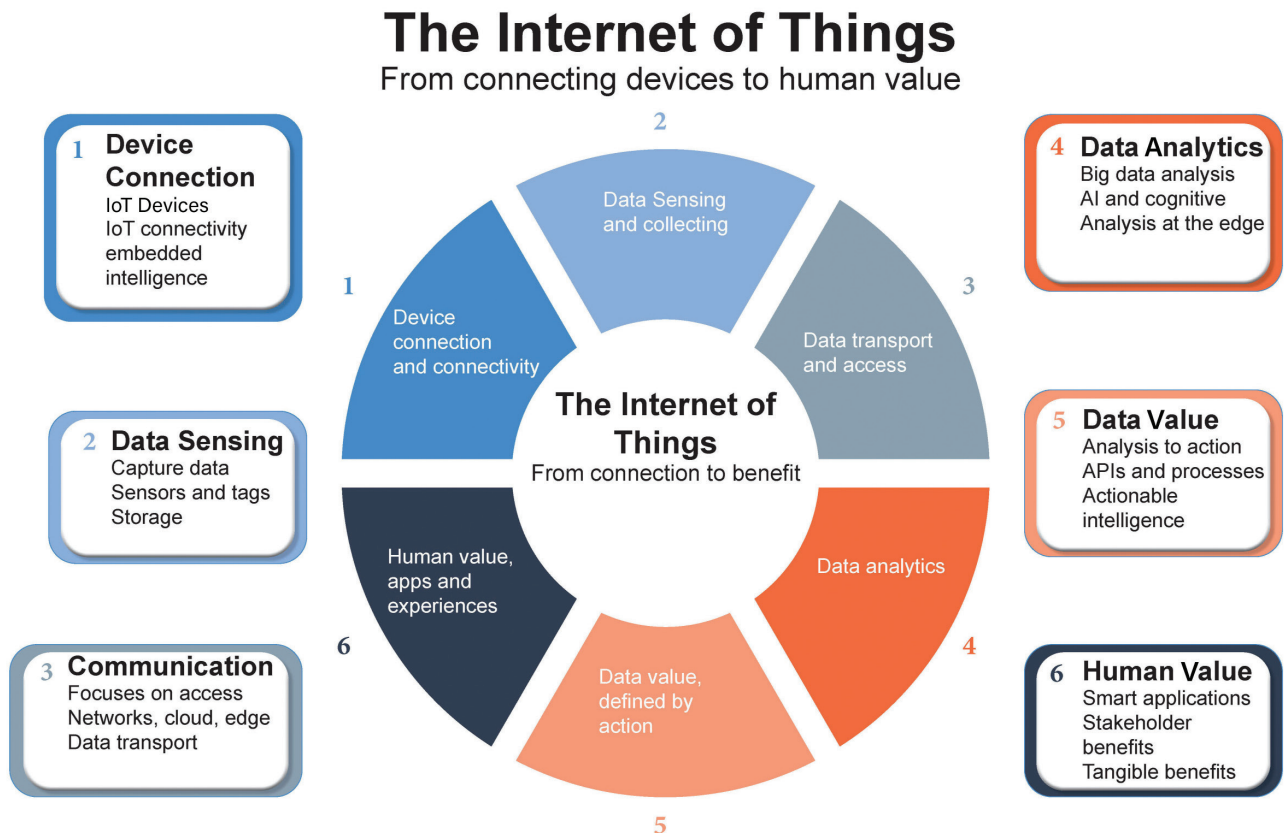 The Internet of Things
From connecting devices to human value
1 Device
Connection
IoT Devices
IoT connectivity
embedded
intelligence
2 Data Sensing
Capture data
Sensors and tags
Storage
3 Communication
Focuses on access
Networks, cloud, edge
Data transport
1
Device
connection
and connectivity
2
Data Sensing
and collecting
3
Data transport
and access
The Internet of
Things
From connection to benefit
4
Data analytics
5
Data value,
defined by
action
6
Human value,
apps and
experiences
4 Data Analytics
Big data analysis
AI and cognitive
Analysis at the edge
5 Data Value
Analysis to action
APIs and processes
Actionable
intelligence
6 Human Value
Smart applications
Stakeholder
benefits
Tangible benefits